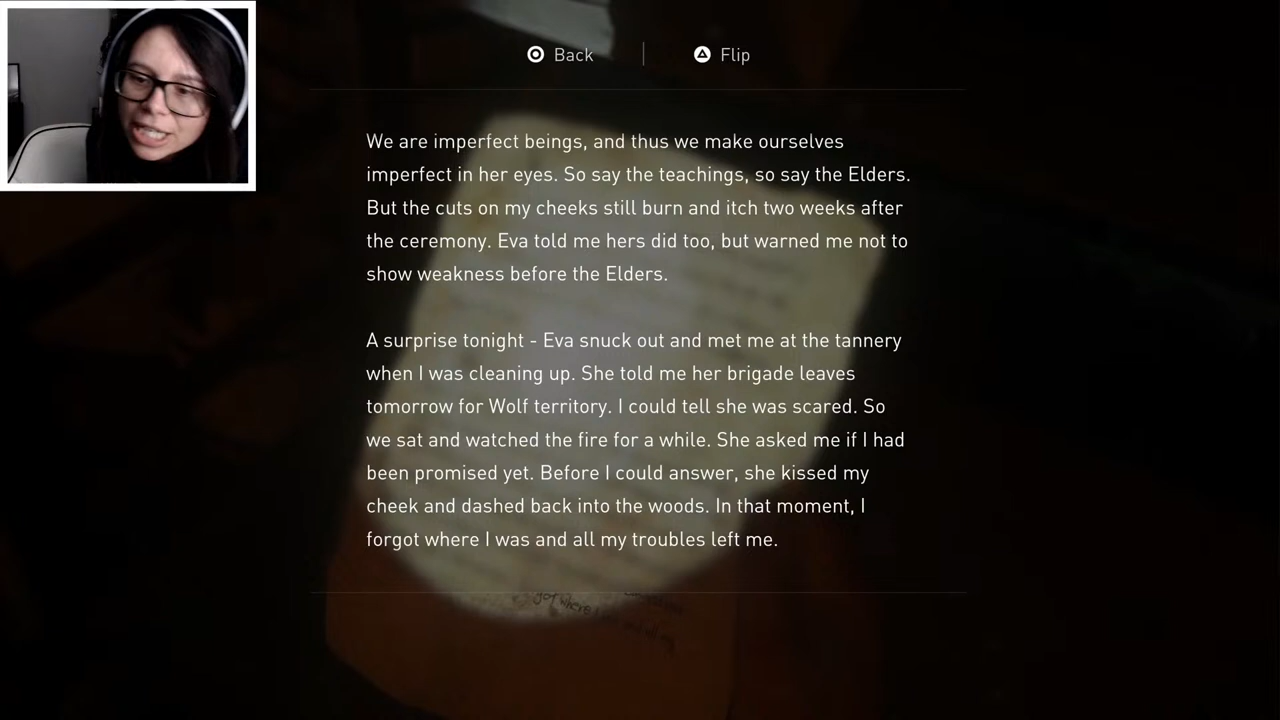 Back
Flip
We are imperfect beings, and thus we make ourselves
imperfect in her eyes. So say the teachings, so say the Elders.
But the cuts on my cheeks still burn and itch two weeks after
the ceremony. Eva told me hers did too, but warned me not to
show weakness before the Elders.
A surprise tonight - Eva snuck out and met me at the tannery
when I was cleaning up. She told me her brigade leaves
tomorrow for Wolf territory. I could tell she was scared. So
we sat and watched the fire for a while. She asked me if I had
been promised yet. Before I could answer, she kissed my
cheek and dashed back into the woods. In that moment, I
forgot where I was and all my troubles left me.